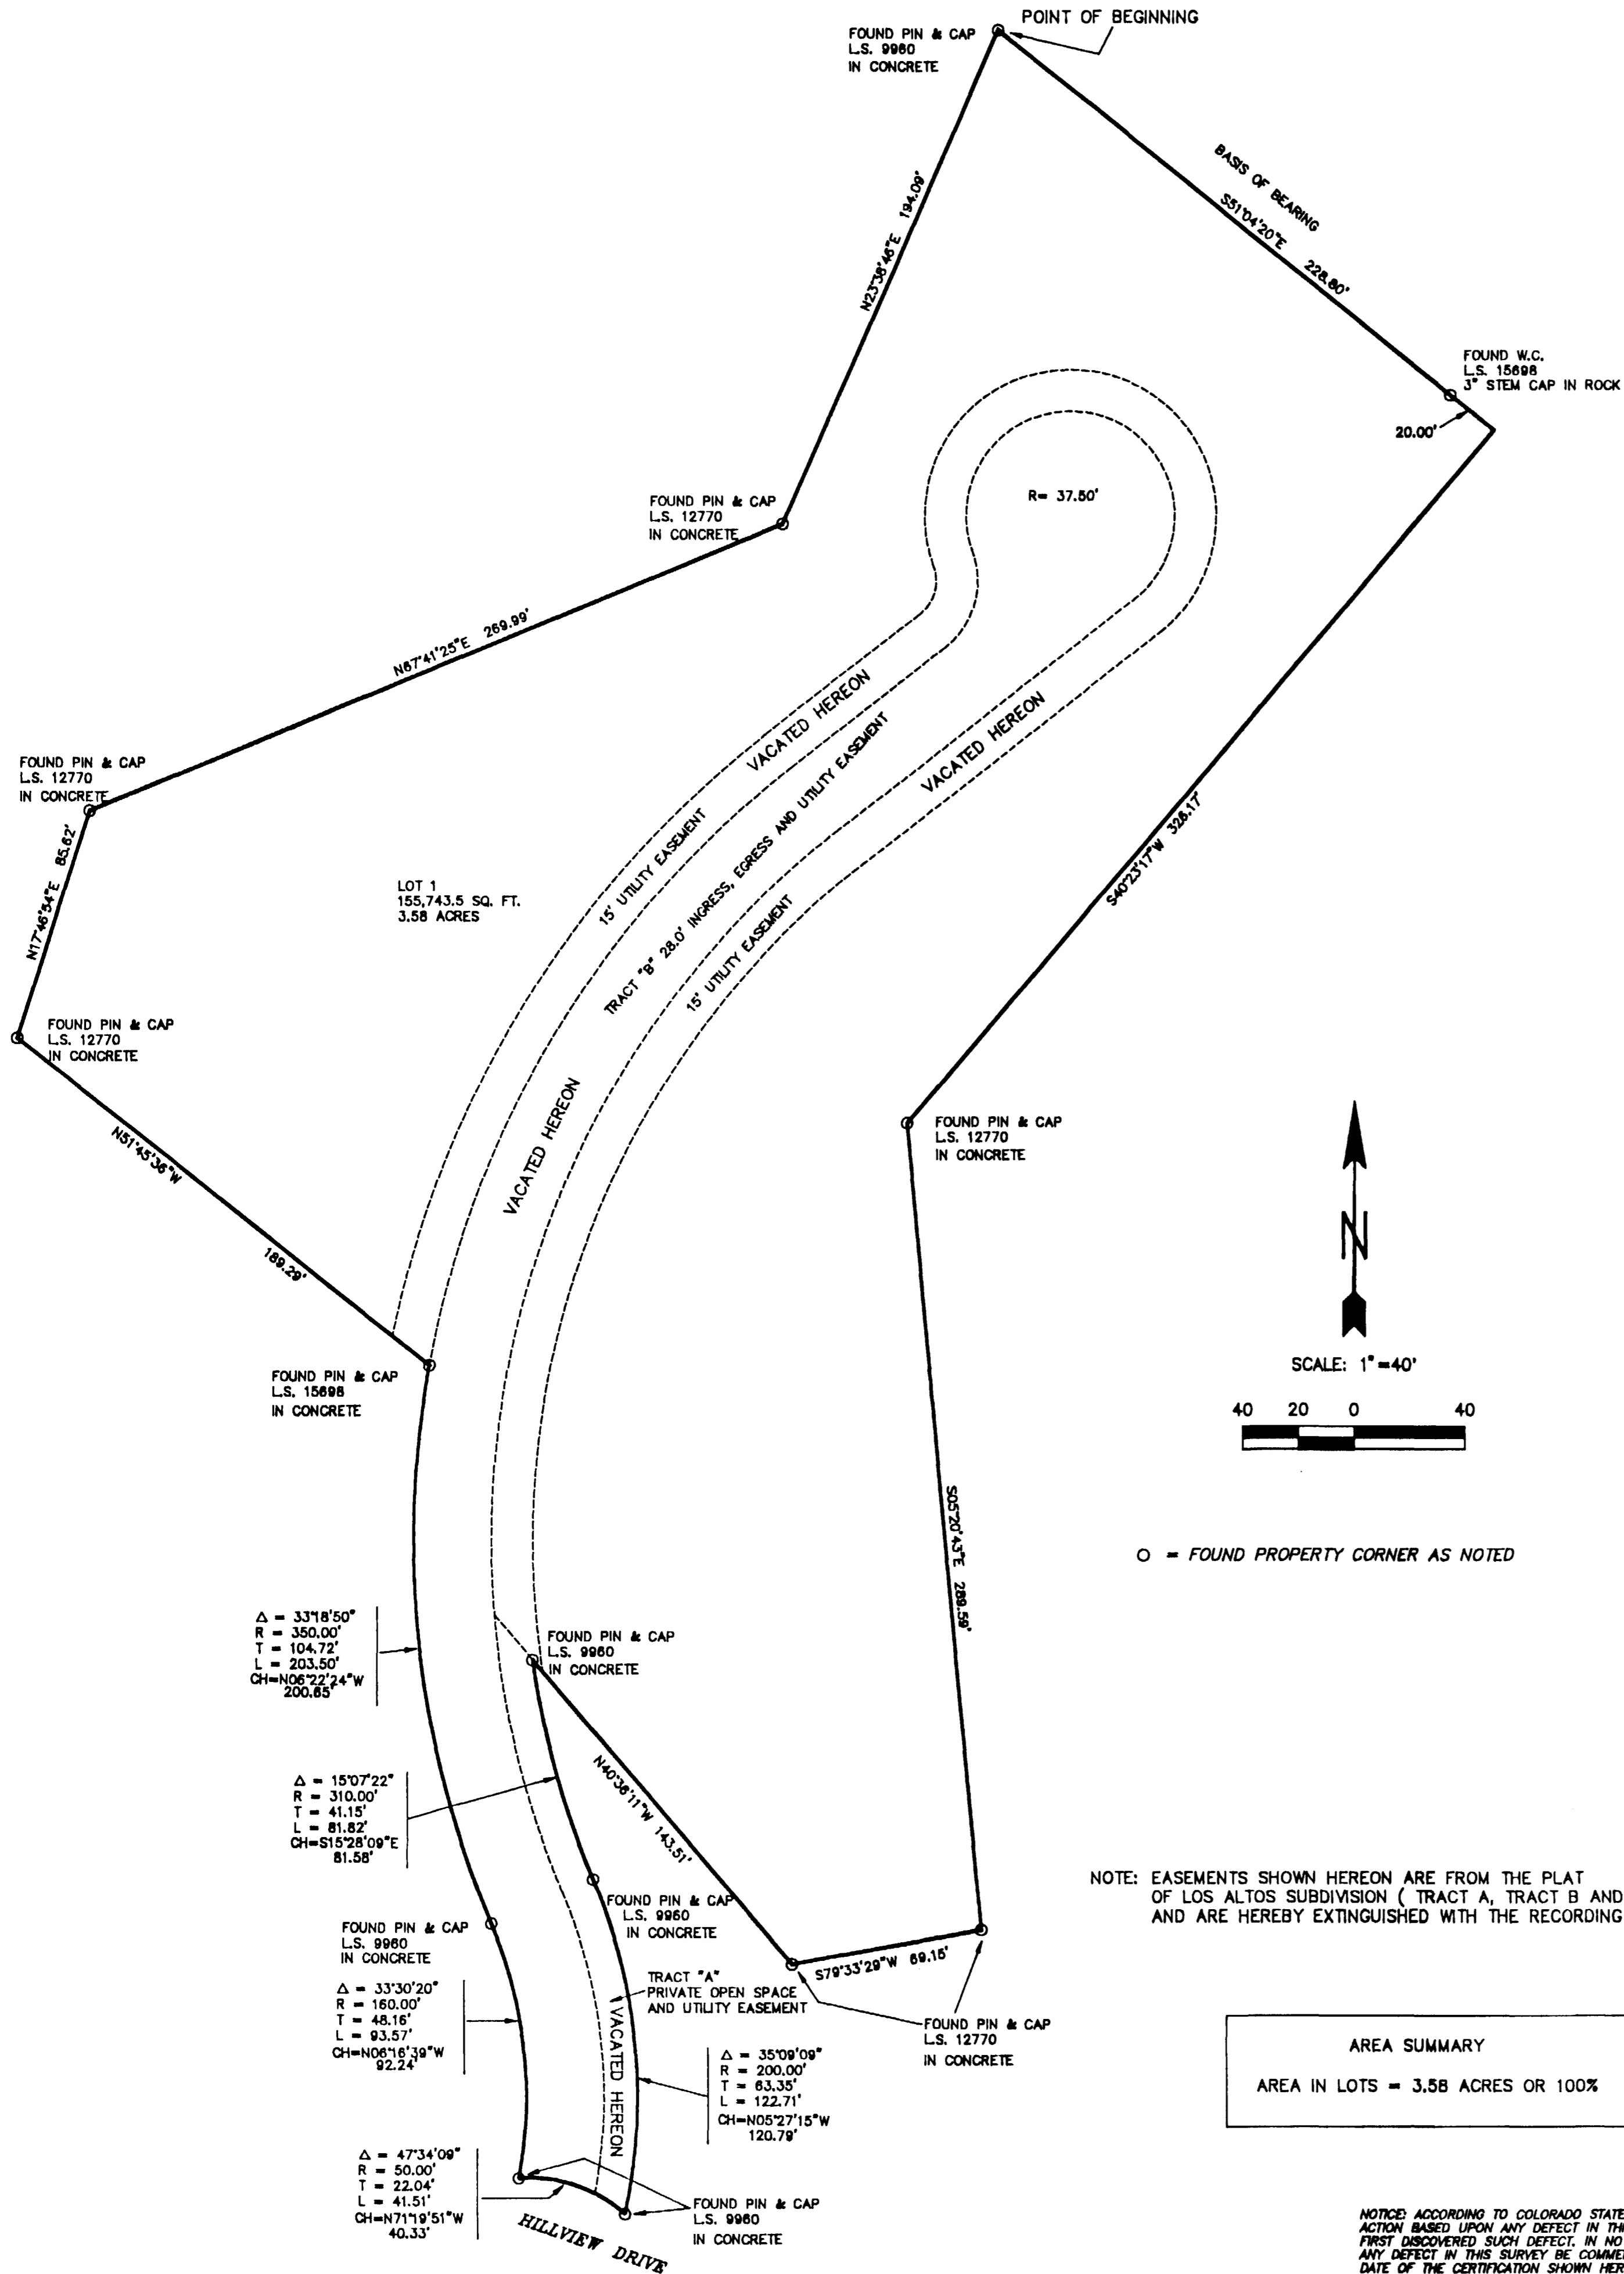 POINT OF BEGINNING
FOUND PIN & CAP
L.S. 9960
IN CONCRETE
BASIS OF BEARING
S51°04'20"E 228.80'
N23°38'46"E 194.09'
FOUND W.C.
L.S. 15698
3" STEM CAP IN ROCK
20.00'
R= 37.50'
FOUND PIN & CAP
L.S. 12770
IN CONCRETE
N67°41'25"E 269.99'
FOUND PIN & CAP
L.S. 12770
IN CONCRETE
N17°46'54"E 85.62'
LOT 1
155,743.5 SQ. FT.
3.58 ACRES
VACATED HEREON
15' UTILITY EASEMENT
TRACT "B" 28.0' INGRESS, EGRESS AND UTILITY EASEMENT
VACATED HEREON
15' UTILITY EASEMENT
VACATED HEREON
S40°23'17"W 326.17'
FOUND PIN & CAP
L.S. 12770
IN CONCRETE
N51°45'36"W 189.29'
FOUND PIN & CAP
L.S. 12770
IN CONCRETE
N
SCALE: 1"=40'
40 20 0 40
FOUND PIN & CAP
L.S. 15698
IN CONCRETE
S05°20'43"E 289.59'
O = FOUND PROPERTY CORNER AS NOTED
Δ = 33°18'50"
R = 350.00'
T = 104.72'
L = 203.50'
CH=N06°22'24"W
200.65'
FOUND PIN & CAP
L.S. 9960
IN CONCRETE
Δ = 15°07'22"
R = 310.00'
T = 41.15'
L = 81.82'
CH=S15°28'09"E
81.58'
N40°36'11"W 143.51'
NOTE: EASEMENTS SHOWN HEREON ARE FROM THE PLAT
OF LOS ALTOS SUBDIVISION ( TRACT A, TRACT B AND
AND ARE HEREBY EXTINGUISHED WITH THE RECORDING
FOUND PIN & CAP
L.S. 9960
IN CONCRETE
FOUND PIN & CAP
L.S. 9960
IN CONCRETE
S79°33'29"W 69.15'
TRACT "A"
PRIVATE OPEN SPACE
AND UTILITY EASEMENT
VACATED HEREON
Δ = 33°30'20"
R = 160.00'
T = 48.16'
L = 93.57'
CH=N06°16'39"W
92.24'
FOUND PIN & CAP
L.S. 12770
IN CONCRETE
Δ = 35°09'09"
R = 200.00'
T = 63.35'
L = 122.71'
CH=N05°27'15"W
120.79'
AREA SUMMARY
AREA IN LOTS = 3.58 ACRES OR 100%
Δ = 47°34'09"
R = 50.00'
T = 22.04'
L = 41.51'
CH=N71°19'51"W
40.33'
FOUND PIN & CAP
L.S. 9960
IN CONCRETE
HILLVIEW DRIVE
NOTICE: ACCORDING TO COLORADO STATE
ACTION BASED UPON ANY DEFECT IN THI
FIRST DISCOVERED SUCH DEFECT. IN NO
ANY DEFECT IN THIS SURVEY BE COMME
DATE OF THE CERTIFICATION SHOWN HER